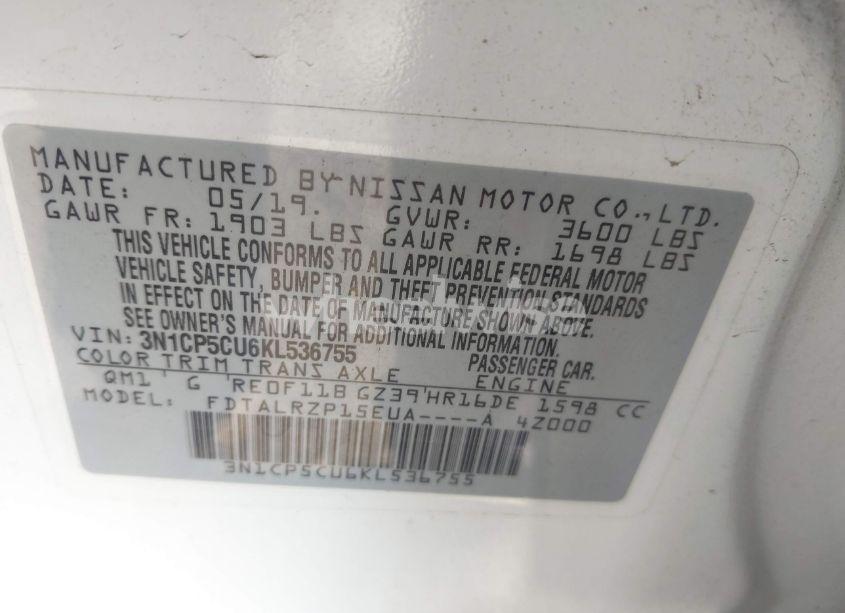 MANUFACTURED BY NISSAN MOTOR CO.,LTD.
DATE: 05/19. GVWR: 3600 LBS
GAWR FR: 1903 LBS GAWR RR: 1698 LBS
THIS VEHICLE CONFORMS TO ALL APPLICABLE FEDERAL MOTOR
VEHICLE SAFETY, BUMPER AND THEFT PREVENTION STANDARDS
IN EFFECT ON THE DATE OF MANUFACTURE SHOWN ABOVE.
SEE OWNER'S MANUAL FOR ADDITIONAL INFORMATION.
VIN: 3N1CP5CU6KL536755 PASSENGER CAR.
COLOR TRIM TRANS AXLE ENGINE
QM1 G RE0F11B GZ39 HR16DE 1598 CC
MODEL: FDTALRZP15EUA----A 4Z000
3N1CP5CU6KL536755